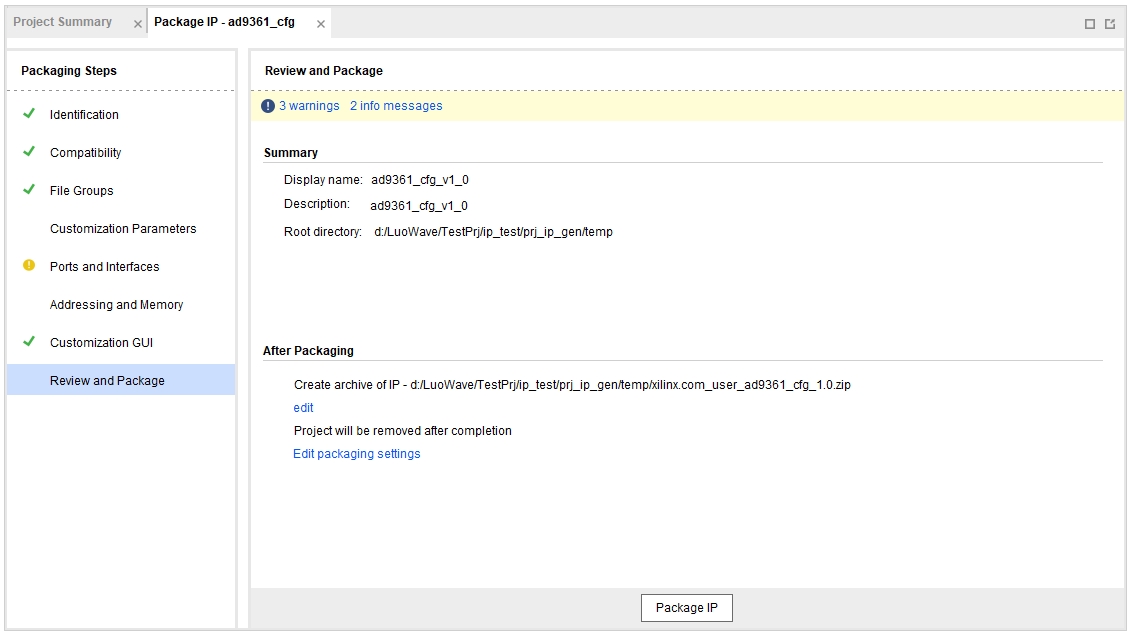 Project Summary
Package IP - ad9361_cfg
Packaging Steps
Identification
Compatibility
File Groups
Customization Parameters
Ports and Interfaces
Addressing and Memory
Customization GUI
Review and Package
Review and Package
3 warnings 2 info messages
Summary
Display name: ad9361_cfg_v1_0
Description: ad9361_cfg_v1_0
Root directory: d:/LuoWave/TestPrj/ip_test/prj_ip_gen/temp
After Packaging
Create archive of IP - d:/LuoWave/TestPrj/ip_test/prj_ip_gen/temp/xilinx.com_user_ad9361_cfg_1.0.zip
edit
Project will be removed after completion
Edit packaging settings
Package IP